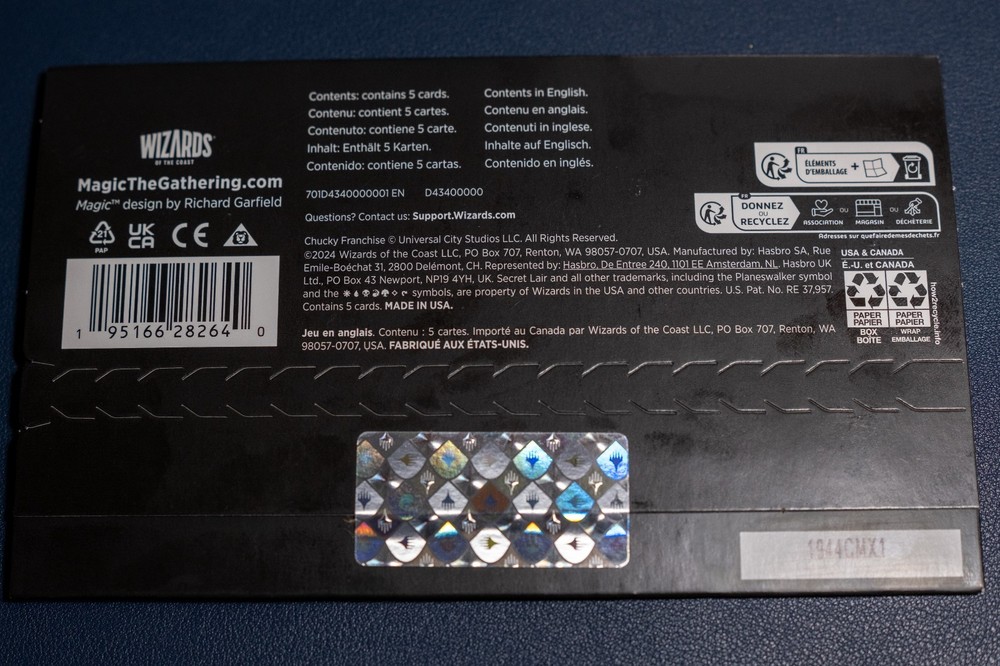 WIZARDS
OF THE COAST
MagicTheGathering.com
Magic™ design by Richard Garfield
21
PAP
UK
CA
CE
1 95166 28264 0
Contents: contains 5 cards.
Contenu: contient 5 cartes.
Contenuto: contiene 5 carte.
Inhalt: Enthält 5 Karten.
Contenido: contiene 5 cartas.
Contents in English.
Contenu en anglais.
Contenuti in inglese.
Inhalte auf Englisch.
Contenido en inglés.
701D4340000001 EN D43400000
Questions? Contact us: Support.Wizards.com
Chucky Franchise © Universal City Studios LLC. All Rights Reserved.
©2024 Wizards of the Coast LLC, PO Box 707, Renton, WA 98057-0707, USA. Manufactured by: Hasbro SA, Rue
Emile-Boéchat 31, 2800 Delémont, CH. Represented by: Hasbro, De Entree 240, 1101 EE Amsterdam, NL. Hasbro UK
Ltd., PO Box 43 Newport, NP19 4YH, UK. Secret Lair and all other trademarks, including the Planeswalker symbol
and the symbols, are property of Wizards in the USA and other countries. U.S. Pat. No. RE 37,957.
Contains 5 cards. MADE IN USA.
Jeu en anglais. Contenu : 5 cartes. Importé au Canada par Wizards of the Coast LLC, PO Box 707, Renton, WA
98057-0707, USA. FABRIQUÉ AUX ÉTATS-UNIS.
FR
ÉLÉMENTS
D'EMBALLAGE +
FR
DONNEZ
OU
RECYCLEZ
ASSOCIATION OU MAGASIN OU DÉCHÈTERIE
Adresses sur quefairedemesdechets.fr
USA & CANADA
É.-U. et CANADA
PAPER
PAPIER
BOX
BOÎTE
PAPER
PAPIER
WRAP
EMBALLAGE
how2recycle.info
1944CMX1